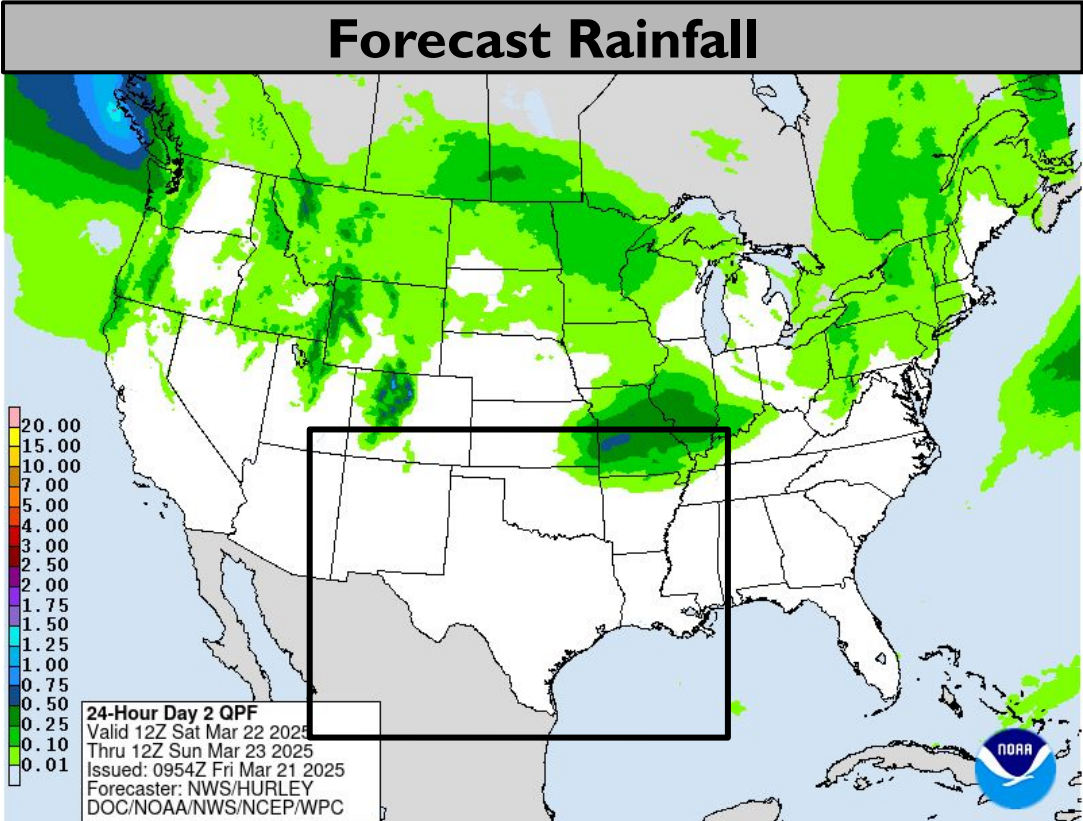 Forecast Rainfall
20.00
15.00
10.00
7.00
5.00
4.00
3.00
2.50
2.00
1.75
1.50
1.25
1.00
0.75
0.50
0.25
0.10
0.01
24-Hour Day 2 QPF
Valid 12Z Sat Mar 22 2025
Thru 12Z Sun Mar 23 2025
Issued: 0954Z Fri Mar 21 2025
Forecaster: NWS/HURLEY
DOC/NOAA/NWS/NCEP/WPC
NOAA